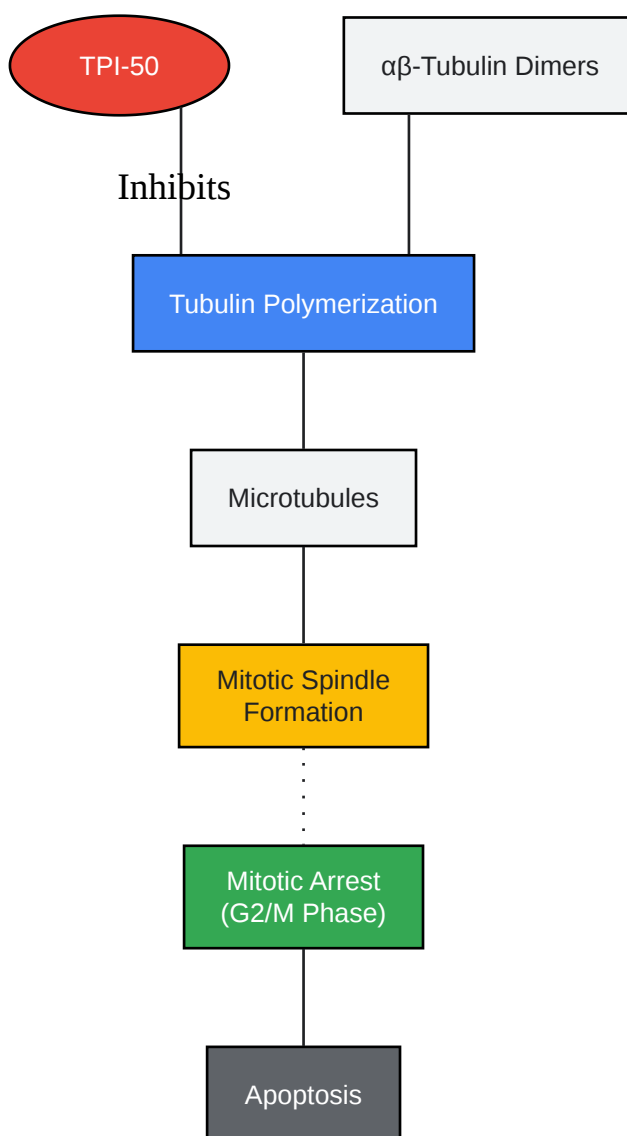 TPI-50
αβ-Tubulin Dimers
Inhibits
Tubulin Polymerization
Microtubules
Mitotic Spindle
Formation
Mitotic Arrest
(G2/M Phase)
Apoptosis